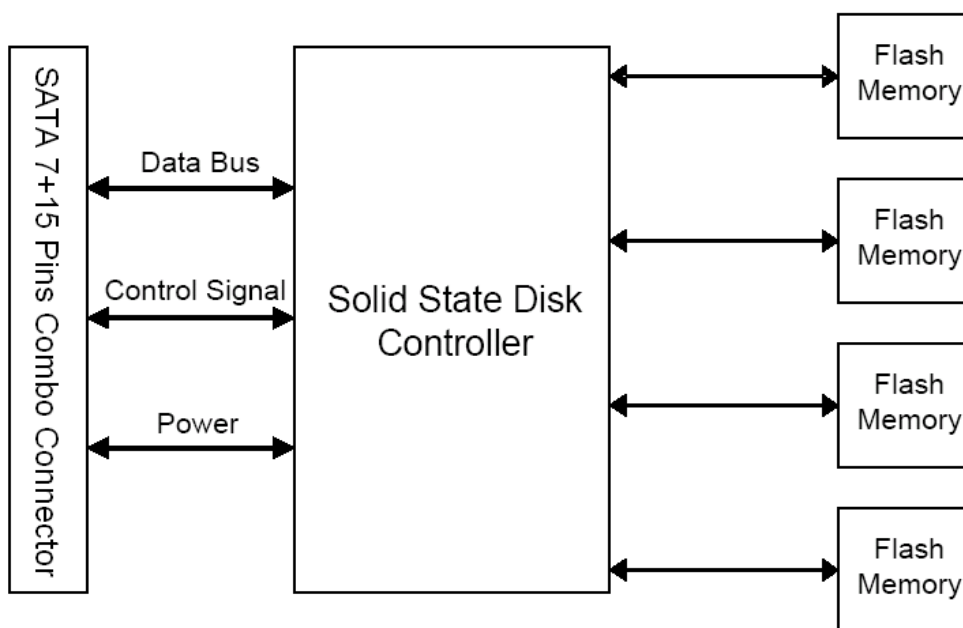 SATA 7+15 Pins Combo Connector
Data Bus
Control Signal
Power
Solid State Disk
Controller
Flash
Memory
Flash
Memory
Flash
Memory
Flash
Memory